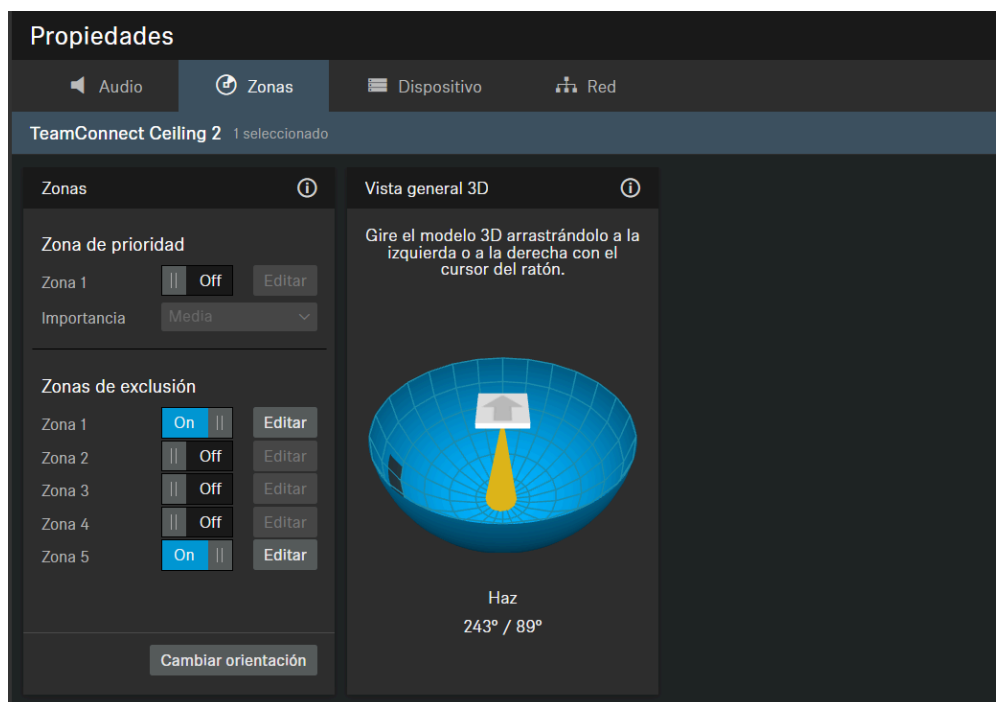 Propiedades
Audio
Zonas
Dispositivo
Red
TeamConnect Ceiling 2 1 seleccionado
Zonas
Zona de prioridad
Zona 1 Off Editar
Importancia Media
Zonas de exclusión
Zona 1 On Editar
Zona 2 Off Editar
Zona 3 Off Editar
Zona 4 Off Editar
Zona 5 On Editar
Cambiar orientación
Vista general 3D
Gire el modelo 3D arrastrándolo a la
izquierda o a la derecha con el
cursor del ratón.
Haz
243º / 89º